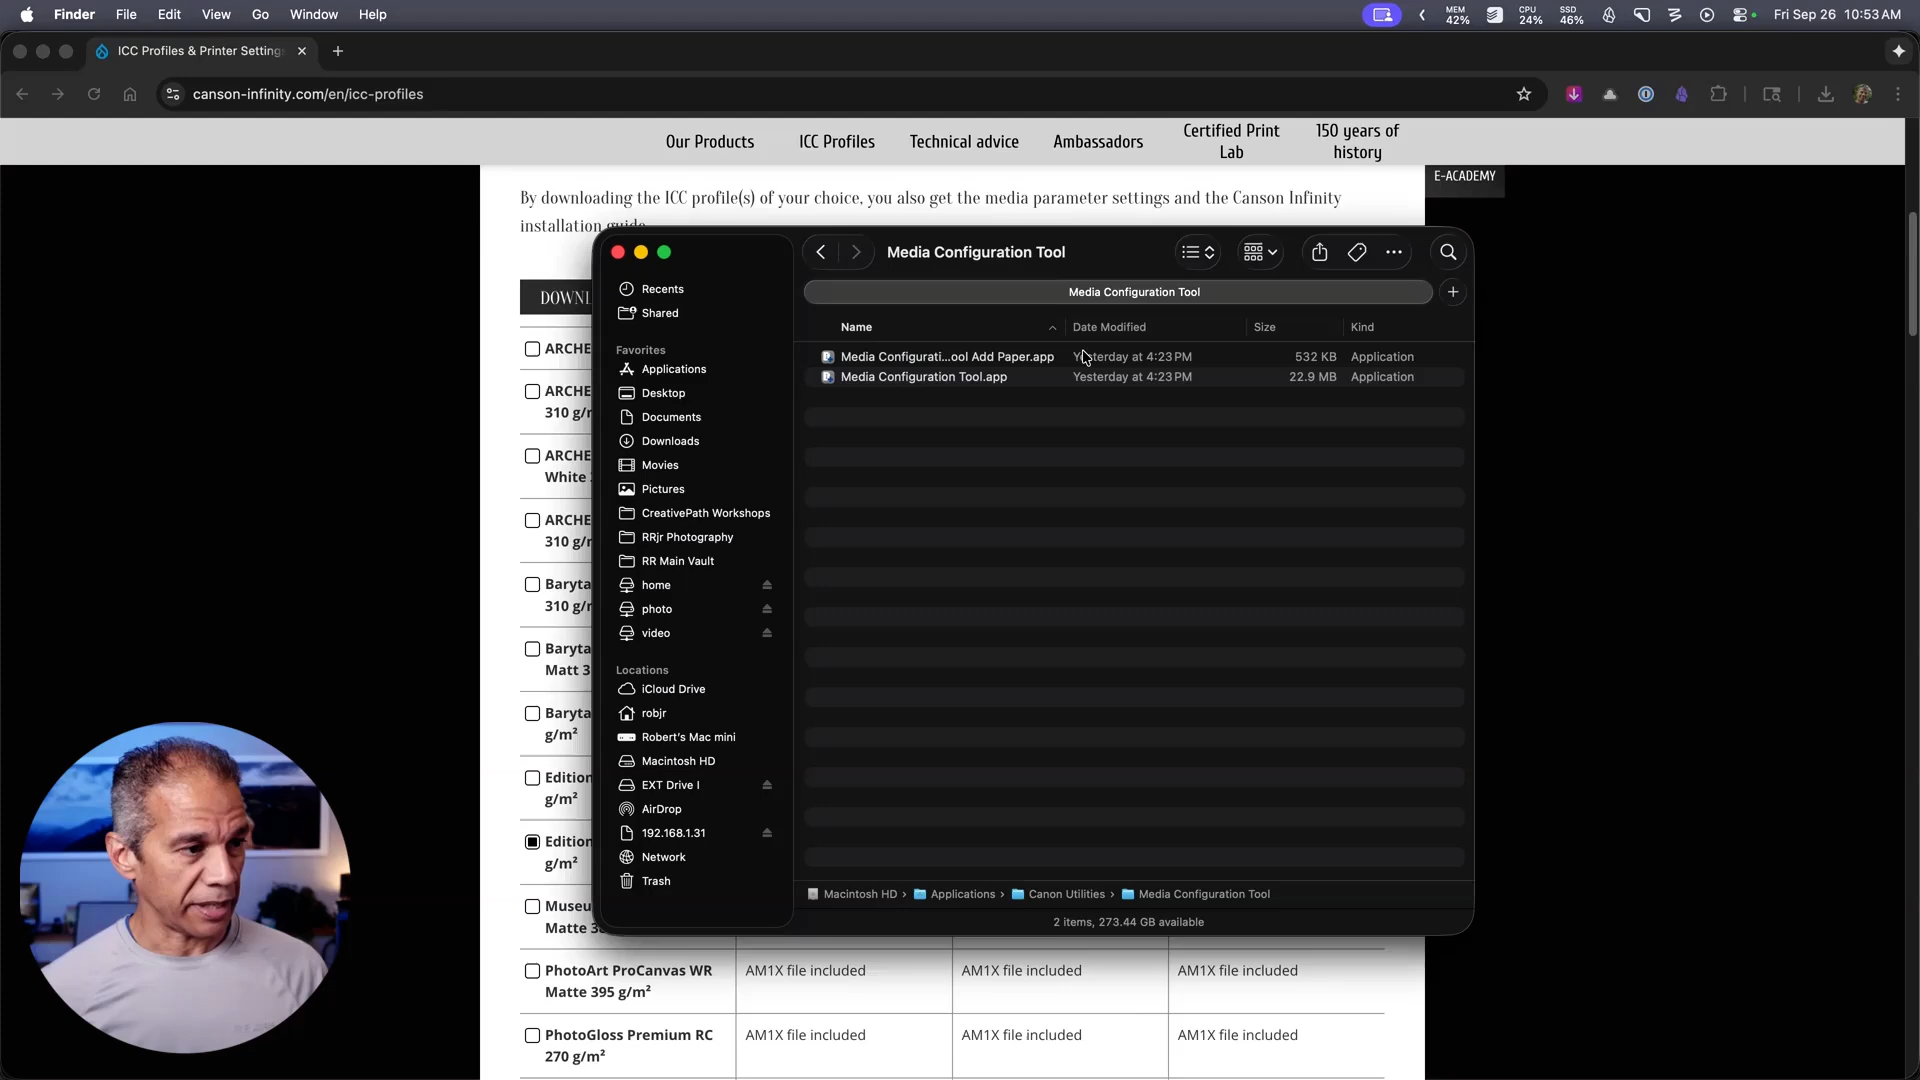 Finder File Edit View Go Window Help
MEM 42% CPU 24% SSD 46% Fri Sep 26 10:53 AM
ICC Profiles & Printer Setting
canson-infinity.com/en/icc-profiles
Our Products ICC Profiles Technical advice Ambassadors Certified Print Lab 150 years of history
E-ACADEMY
By downloading the ICC profile(s) of your choice, you also get the media parameter settings and the Canson Infinity
installation guide
DOWNL
ARCHE
ARCHE
310 g/m
ARCHE
White 3
ARCHE
310 g/m
Baryta
310 g/m
Baryta
Matt 3
Baryta
g/m²
Edition
g/m²
Edition
g/m²
Museu
Matte 3
PhotoArt ProCanvas WR
Matte 395 g/m²
AM1X file included AM1X file included AM1X file included
PhotoGloss Premium RC
270 g/m²
AM1X file included AM1X file included AM1X file included
Recents
Shared
Favorites
Applications
Desktop
Documents
Downloads
Movies
Pictures
CreativePath Workshops
RRjr Photography
RR Main Vault
home
photo
video
Locations
iCloud Drive
robjr
Robert's Mac mini
Macintosh HD
EXT Drive I
AirDrop
192.168.1.31
Network
Trash
Media Configuration Tool
Media Configuration Tool
Name Date Modified Size Kind
Media Configurati...ool Add Paper.app Yesterday at 4:23 PM 532 KB Application
Media Configuration Tool.app Yesterday at 4:23 PM 22.9 MB Application
Macintosh HD › Applications › Canon Utilities › Media Configuration Tool
2 items, 273.44 GB available